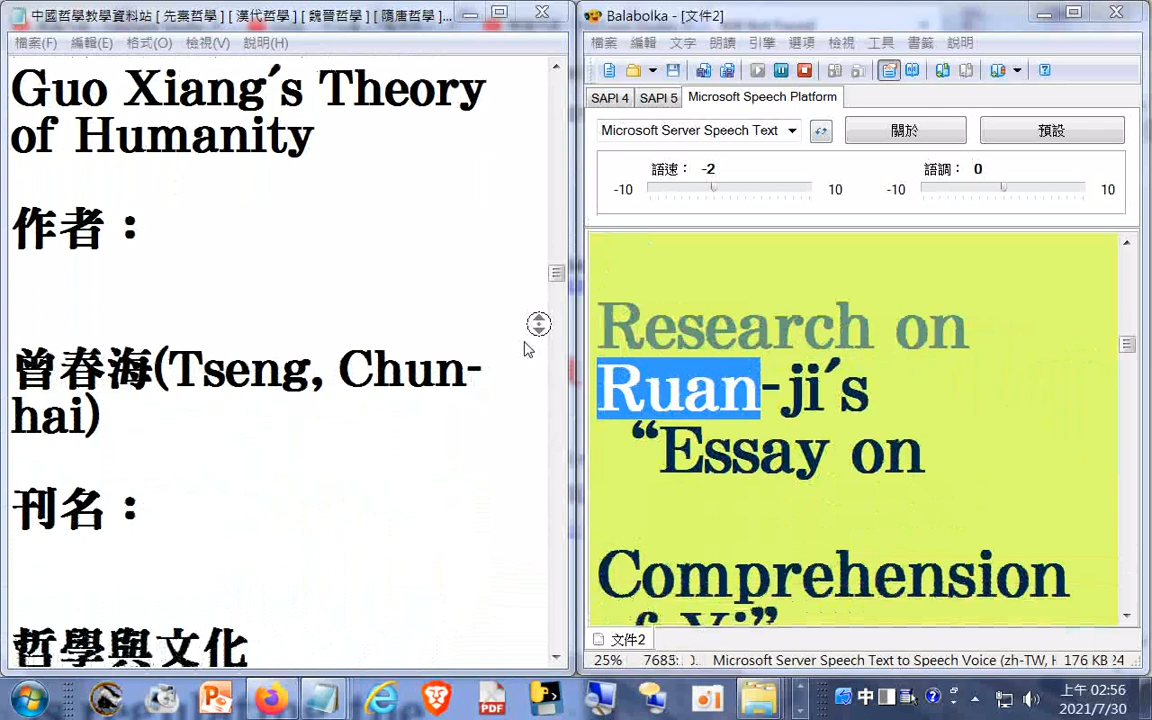 中國哲學教學資料站 [ 先秦哲學 ] [ 漢代哲學 ] [ 魏晉哲學 ] [ 隋唐哲學 ]...
檔案(F) 編輯(E) 格式(O) 檢視(V) 說明(H)
Guo Xiang´s Theory
of Humanity
作者：
曾春海(Tseng, Chun-
hai)
刊名：
哲學與文化
Balabolka - [文件2]
檔案 編輯 文字 朗讀 引擎 選項 檢視 工具 書籤 說明
SAPI 4 SAPI 5 Microsoft Speech Platform
Microsoft Server Speech Text 關於 預設
語速： -2 語調： 0
-10 10 -10 10
Research on
Ruan-ji´s
“Essay on
Comprehension
of Yi”
文件2
25% 7685: Microsoft Server Speech Text to Speech Voice (zh-TW, H 176 KB 24
中
上午 02:56
2021/7/30